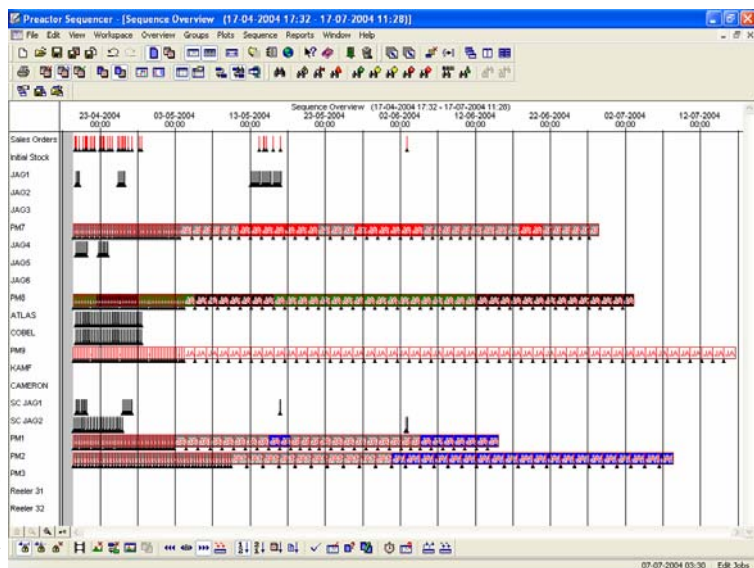 Preactor Sequencer - [Sequence Overview (17-04-2004 17:32 - 17-07-2004 11:28)]
File Edit View Workspace Overview Groups Plots Sequence Reports Window Help
Sequence Overview (17-04-2004 17:32 - 17-07-2004 11:28)
23-04-2004 03-05-2004 13-05-2004 23-05-2004 02-06-2004 12-06-2004 22-06-2004 02-07-2004 12-07-2004
00:00 00:00 00:00 00:00 00:00 00:00 00:00 00:00 00:00
Sales Orders
Initial Stock
JAG1
JAG2
JAG3
PM7
JAG4
JAG5
JAG6
PM8
ATLAS
COBEL
PM9
KAMF
CAMERON
SC JAG1
SC JAG2
PM1
PM2
PM3
Reeler 31
Reeler 32
07-07-2004 03:30 Edit Jobs